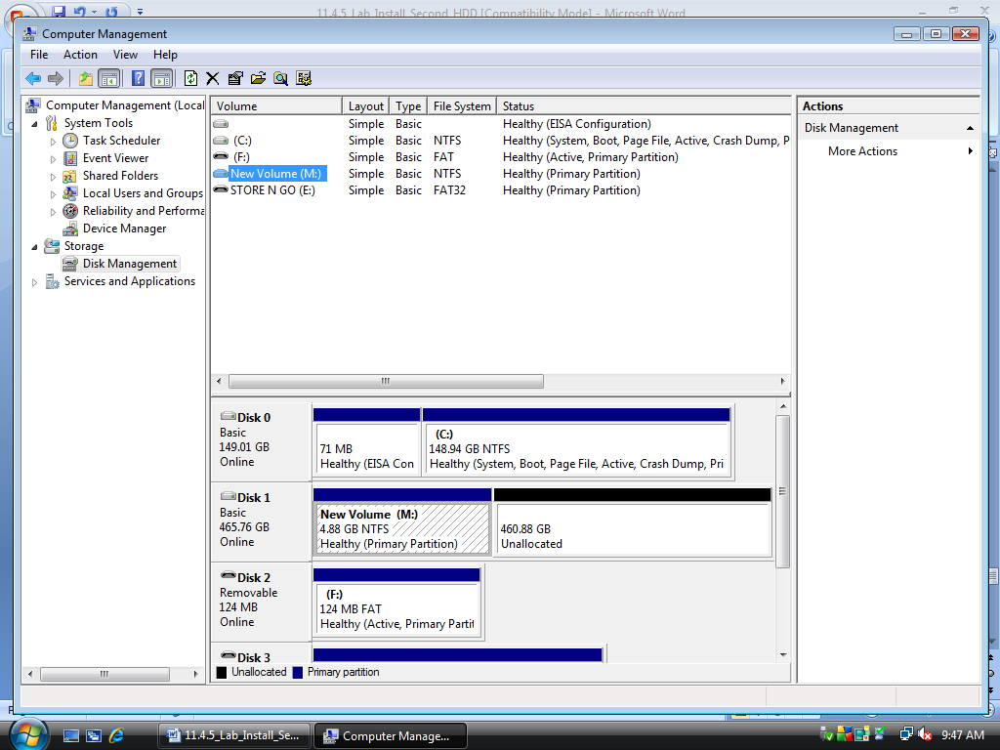 11.4.5_Lab_Install_Second_HDD [Compatibility Mode] - Microsoft Word
Computer Management
File Action View Help
Computer Management (Local
System Tools
Task Scheduler
Event Viewer
Shared Folders
Local Users and Groups
Reliability and Performa
Device Manager
Storage
Disk Management
Services and Applications
Volume Layout Type File System Status
Simple Basic Healthy (EISA Configuration)
(C:) Simple Basic NTFS Healthy (System, Boot, Page File, Active, Crash Dump, P
(F:) Simple Basic FAT Healthy (Active, Primary Partition)
New Volume (M:) Simple Basic NTFS Healthy (Primary Partition)
STORE N GO (E:) Simple Basic FAT32 Healthy (Primary Partition)
Actions
Disk Management
More Actions
Disk 0
Basic
149.01 GB
Online
71 MB
Healthy (EISA Con
(C:)
148.94 GB NTFS
Healthy (System, Boot, Page File, Active, Crash Dump, Pri
Disk 1
Basic
465.76 GB
Online
New Volume (M:)
4.88 GB NTFS
Healthy (Primary Partition)
460.88 GB
Unallocated
Disk 2
Removable
124 MB
Online
(F:)
124 MB FAT
Healthy (Active, Primary Partit
Disk 3
Unallocated Primary partition
11.4.5_Lab_Install_Se...
Computer Manage...
9:47 AM